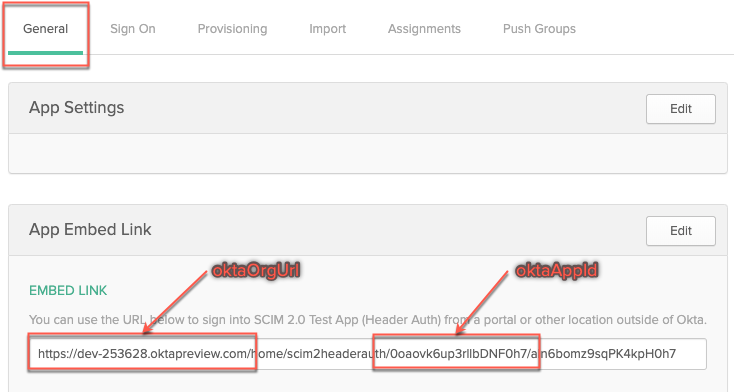 General Sign On Provisioning Import Assignments Push Groups
App Settings Edit
App Embed Link Edit
oktaOrgUrl oktaAppId
EMBED LINK
You can use the URL below to sign into SCIM 2.0 Test App (Header Auth) from a portal or other location outside of Okta.
https://dev-253628.oktapreview.com/home/scim2headerauth/0oaovk6up3rllbDNF0h7/aln6bomz9sqPK4kpH0h7